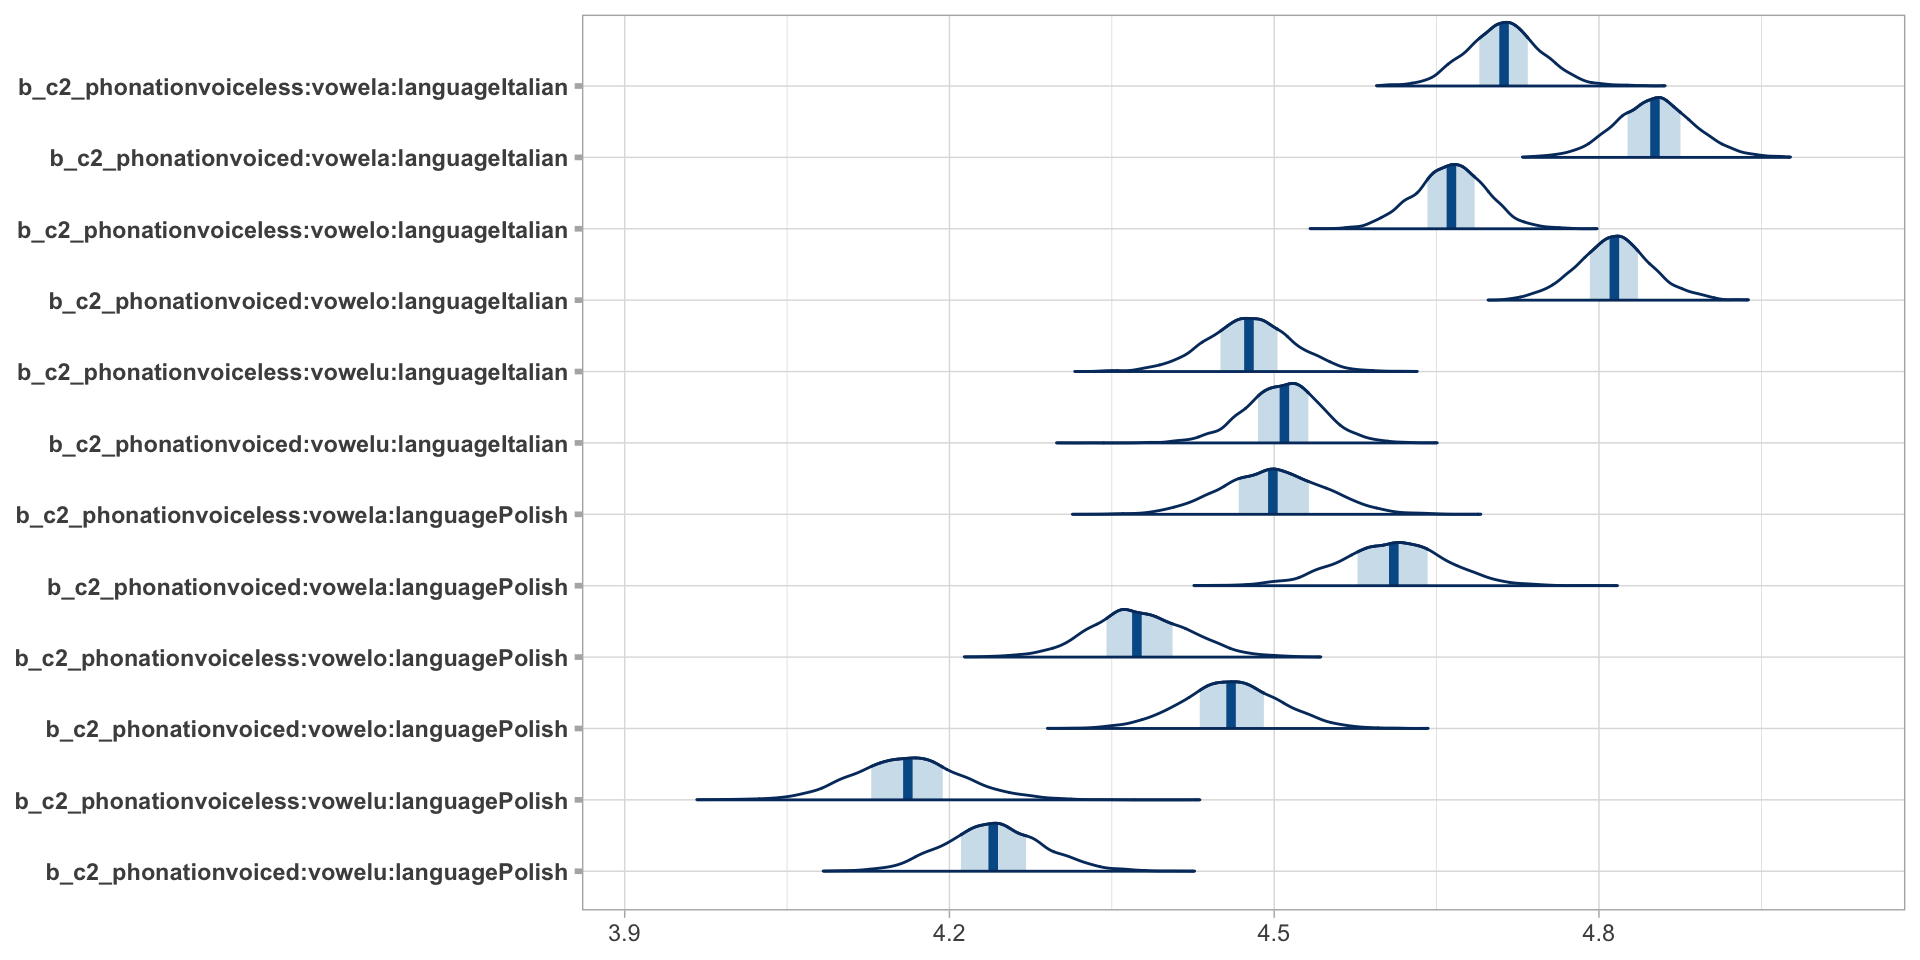 b_c2_phonationvoiceless:vowela:languageItalian
b_c2_phonationvoiced:vowela:languageItalian
b_c2_phonationvoiceless:vowelo:languageItalian
b_c2_phonationvoiced:vowelo:languageItalian
b_c2_phonationvoiceless:vowelu:languageItalian
b_c2_phonationvoiced:vowelu:languageItalian
b_c2_phonationvoiceless:vowela:languagePolish
b_c2_phonationvoiced:vowela:languagePolish
b_c2_phonationvoiceless:vowelo:languagePolish
b_c2_phonationvoiced:vowelo:languagePolish
b_c2_phonationvoiceless:vowelu:languagePolish
b_c2_phonationvoiced:vowelu:languagePolish
3.9 4.2 4.5 4.8